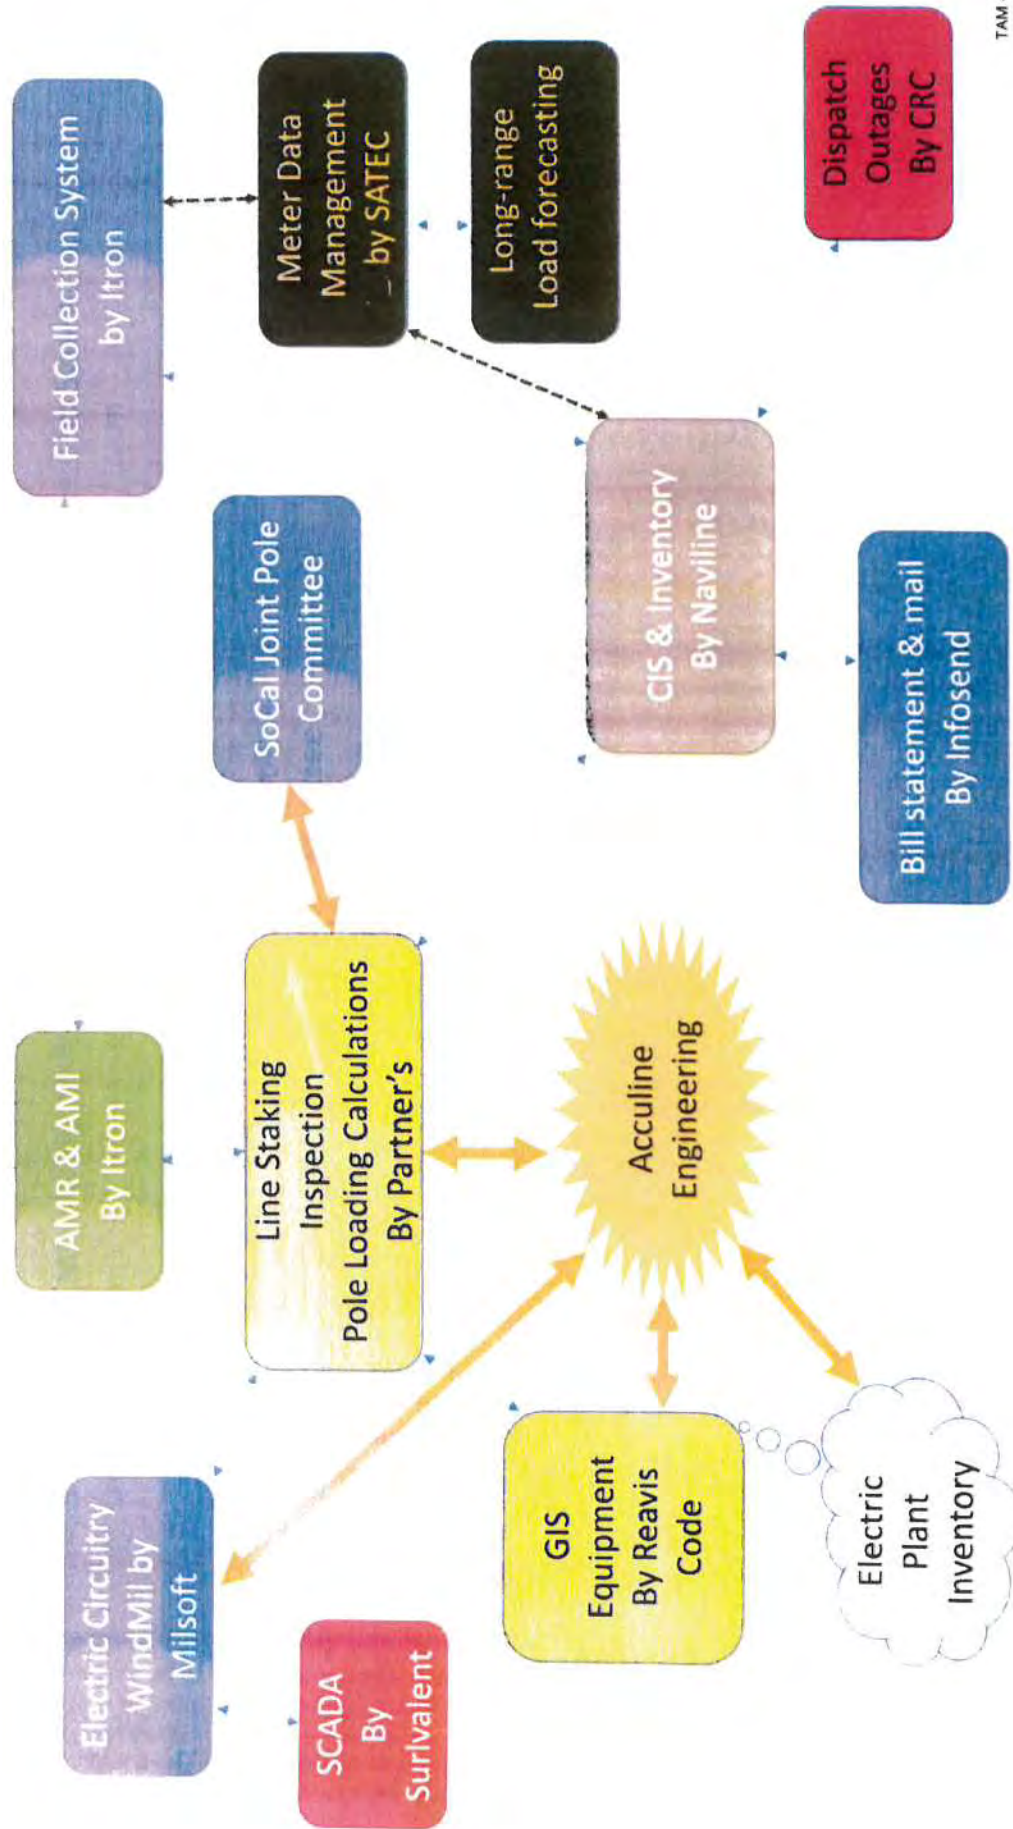 Electric Circuitry
WindMil by
Milsoft
AMR & AMI
By Itron
Field Collection System
by Itron
SCADA
By
Surlvalent
Line Staking
Inspection
Pole Loading Calculations
By Partner's
SoCal Joint Pole
Committee
Meter Data
Management
_ by SATEC
Long-range
Load forecasting
GIS
Equipment
By Reavis
Code
Acculine
Engineering
CIS & Inventory
By Naviline
Electric
Plant
Inventory
Bill statement & mail
By Infosend
Dispatch
Outages
By CRC
TAM